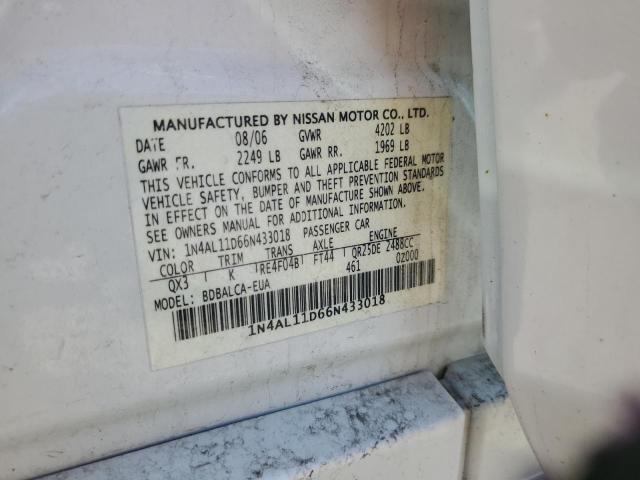 MANUFACTURED BY NISSAN MOTOR CO., LTD.
DATE 08/06 GVWR 4202 LB
GAWR FR. 2249 LB GAWR RR. 1969 LB
THIS VEHICLE CONFORMS TO ALL APPLICABLE FEDERAL MOTOR
VEHICLE SAFETY, BUMPER AND THEFT PREVENTION STANDARDS
IN EFFECT ON THE DATE OF MANUFACTURE SHOWN ABOVE.
SEE OWNERS MANUAL FOR ADDITIONAL INFORMATION.
VIN: 1N4AL11D66N433018 PASSENGER CAR
COLOR TRIM TRANS AXLE ENGINE
QX3 K RE4F04B FT44 QR25DE 2488CC
MODEL: BDBALCA-EUA 461 0Z000
1N4AL11D66N433018